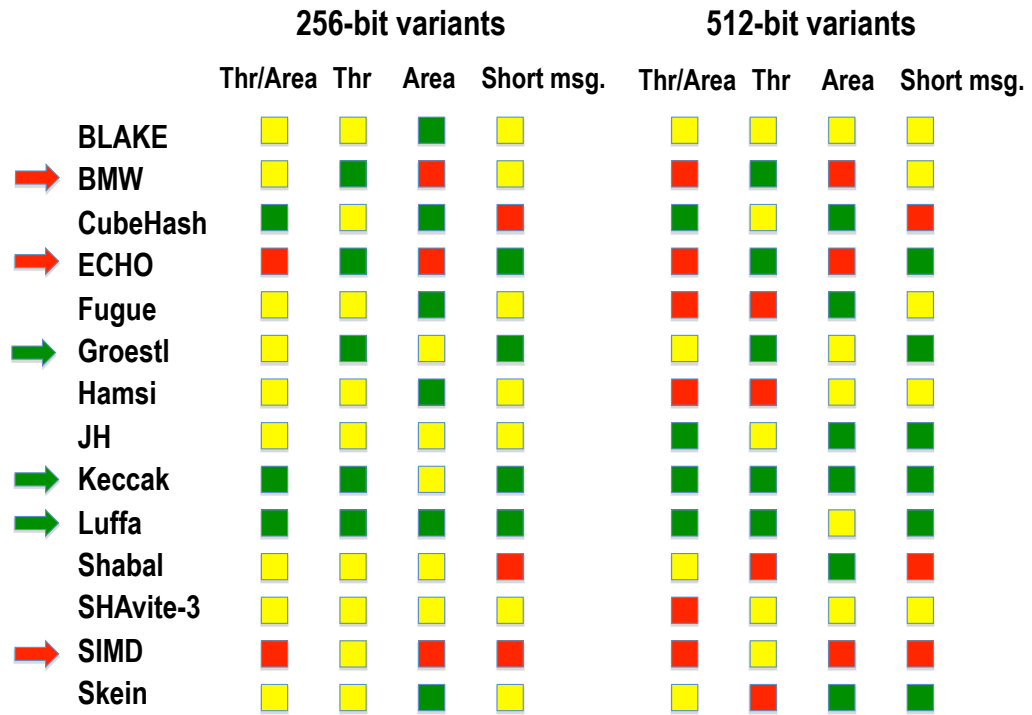 256-bit variants 512-bit variants
Thr/Area Thr Area Short msg. Thr/Area Thr Area Short msg.
BLAKE
BMW
CubeHash
ECHO
Fugue
Groestl
Hamsi
JH
Keccak
Luffa
Shabal
SHAvite-3
SIMD
Skein